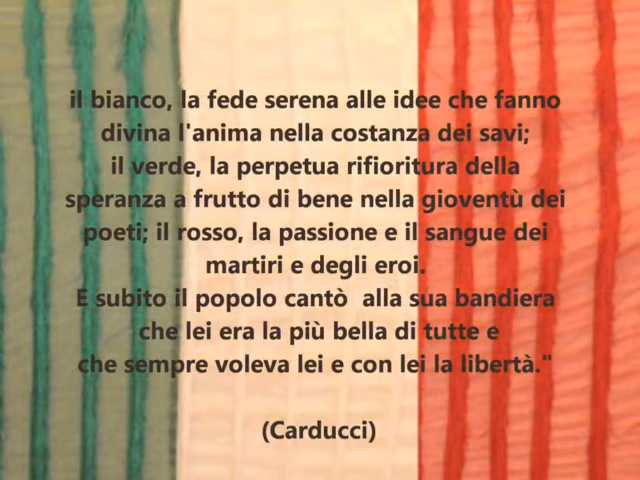 il bianco, la fede serena alle idee che fanno
divina l'anima nella costanza dei savi;
il verde, la perpetua rifioritura della
speranza a frutto di bene nella gioventù dei
poeti; il rosso, la passione e il sangue dei
martiri e degli eroi.
E subito il popolo cantò  alla sua bandiera
che lei era la più bella di tutte e
che sempre voleva lei e con lei la libertà."
(Carducci)